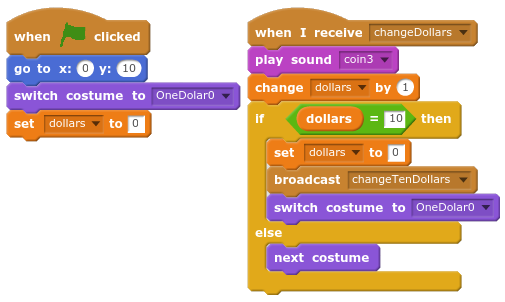 when clicked
go to x: 0 y: 10
switch costume to OneDolar0
set dollars to 0
when I receive changeDollars
play sound coin3
change dollars by 1
if dollars = 10 then
set dollars to 0
broadcast changeTenDollars
switch costume to OneDolar0
else
next costume